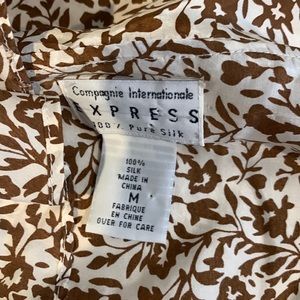 Compagnie Internationale
EXPRESS
100% Pure Silk
100%
SILK
MADE IN
CHINA
M
FABRIQUE
EN CHINE
OVER FOR CARE